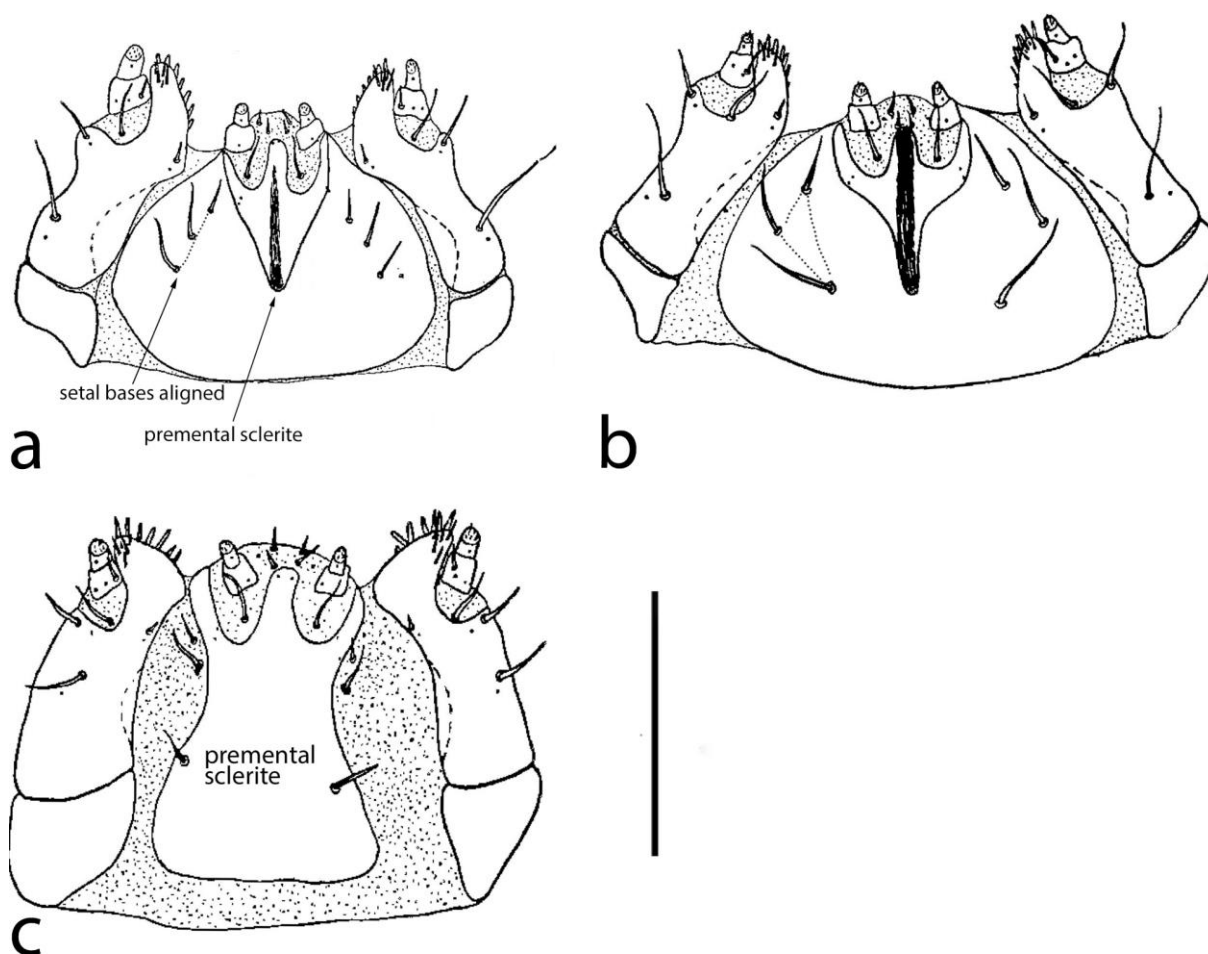 setal bases aligned
premental sclerite
a
b
premental
sclerite
c